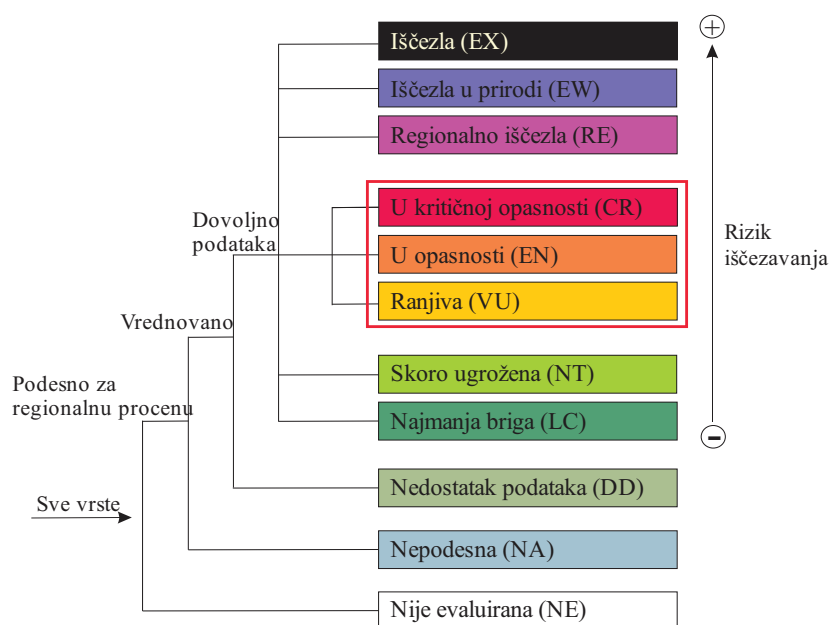 Iščezla (EX)
Iščezla u prirodi (EW)
Regionalno iščezla (RE)
U kritičnoj opasnosti (CR)
Dovoljno
podataka
U opasnosti (EN)
Rizik
iščezavanja
Ranjiva (VU)
Vrednovano
Skoro ugrožena (NT)
Podesno za
regionalnu procenu
Najmanja briga (LC)
Nedostatak podataka (DD)
Sve vrste
Nepodesna (NA)
Nije evaluirana (NE)